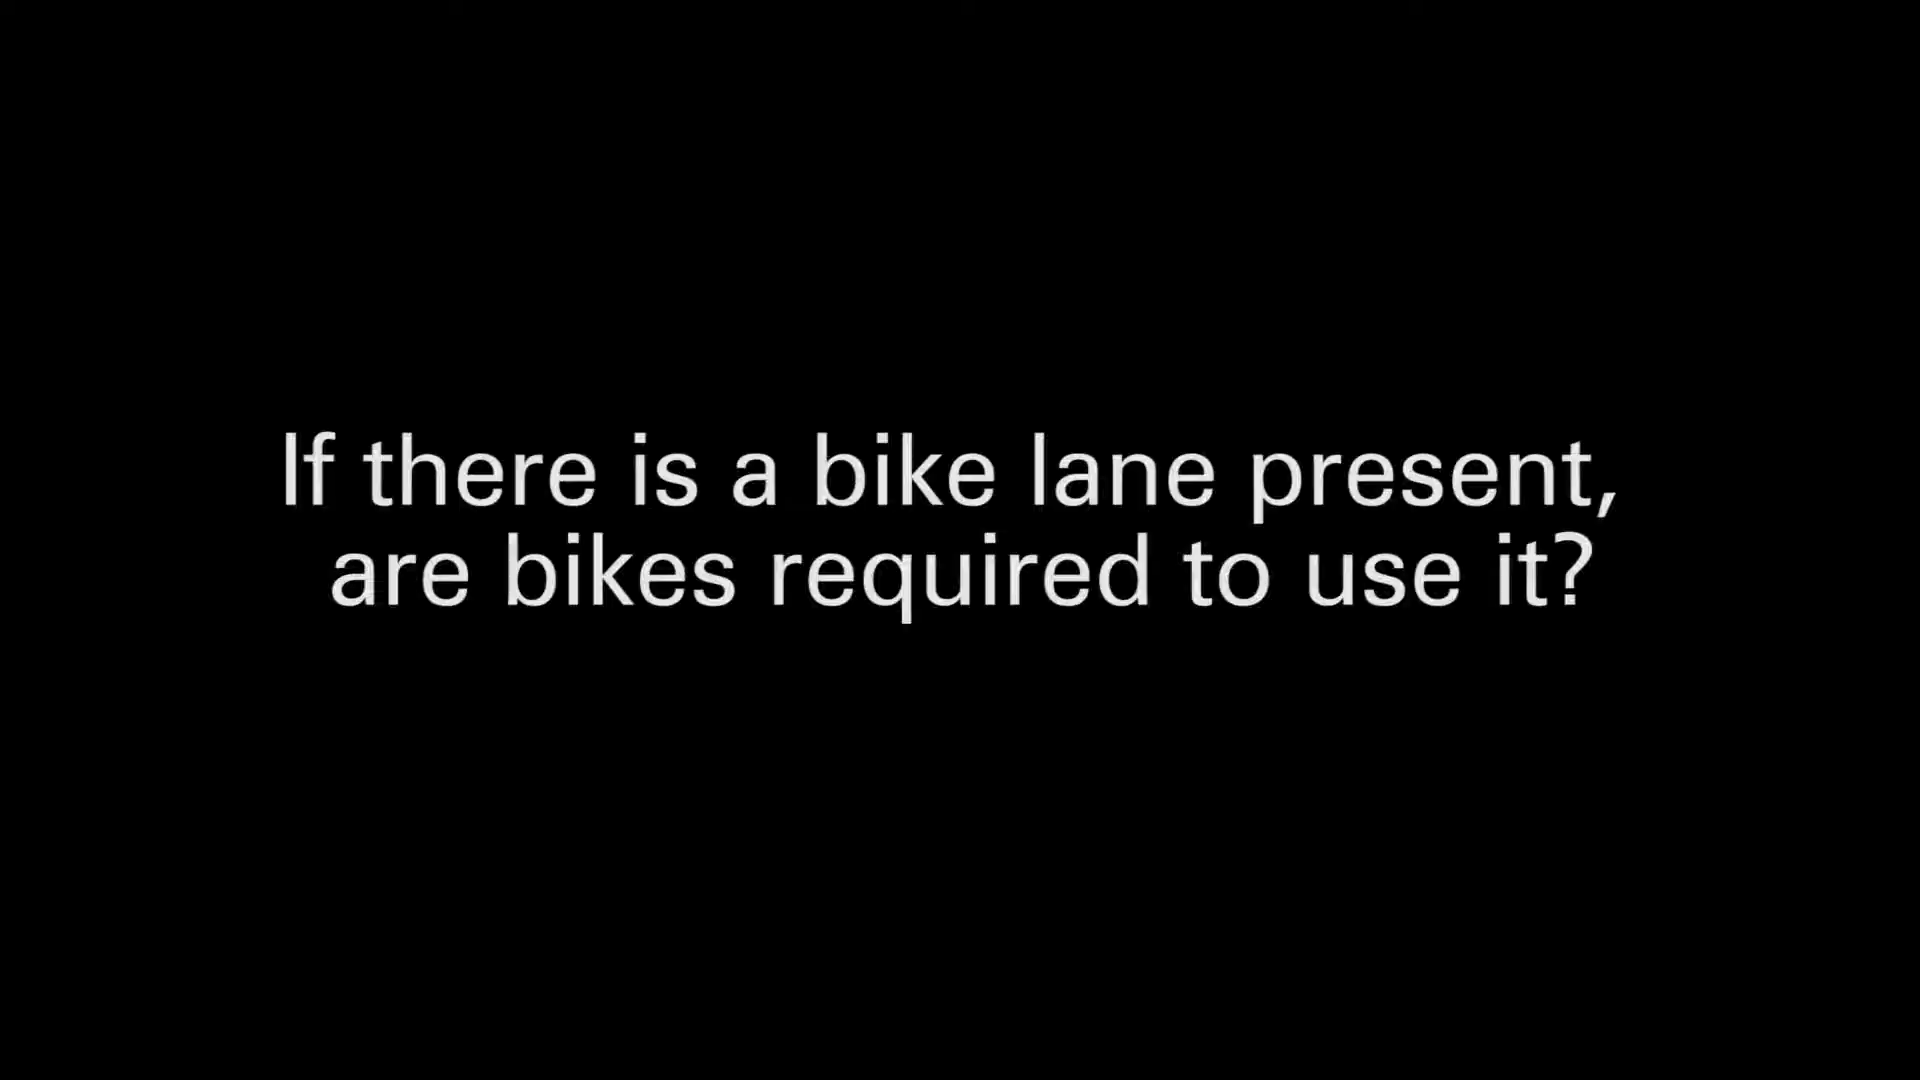 If there is a bike lane present,
are bikes required to use it?